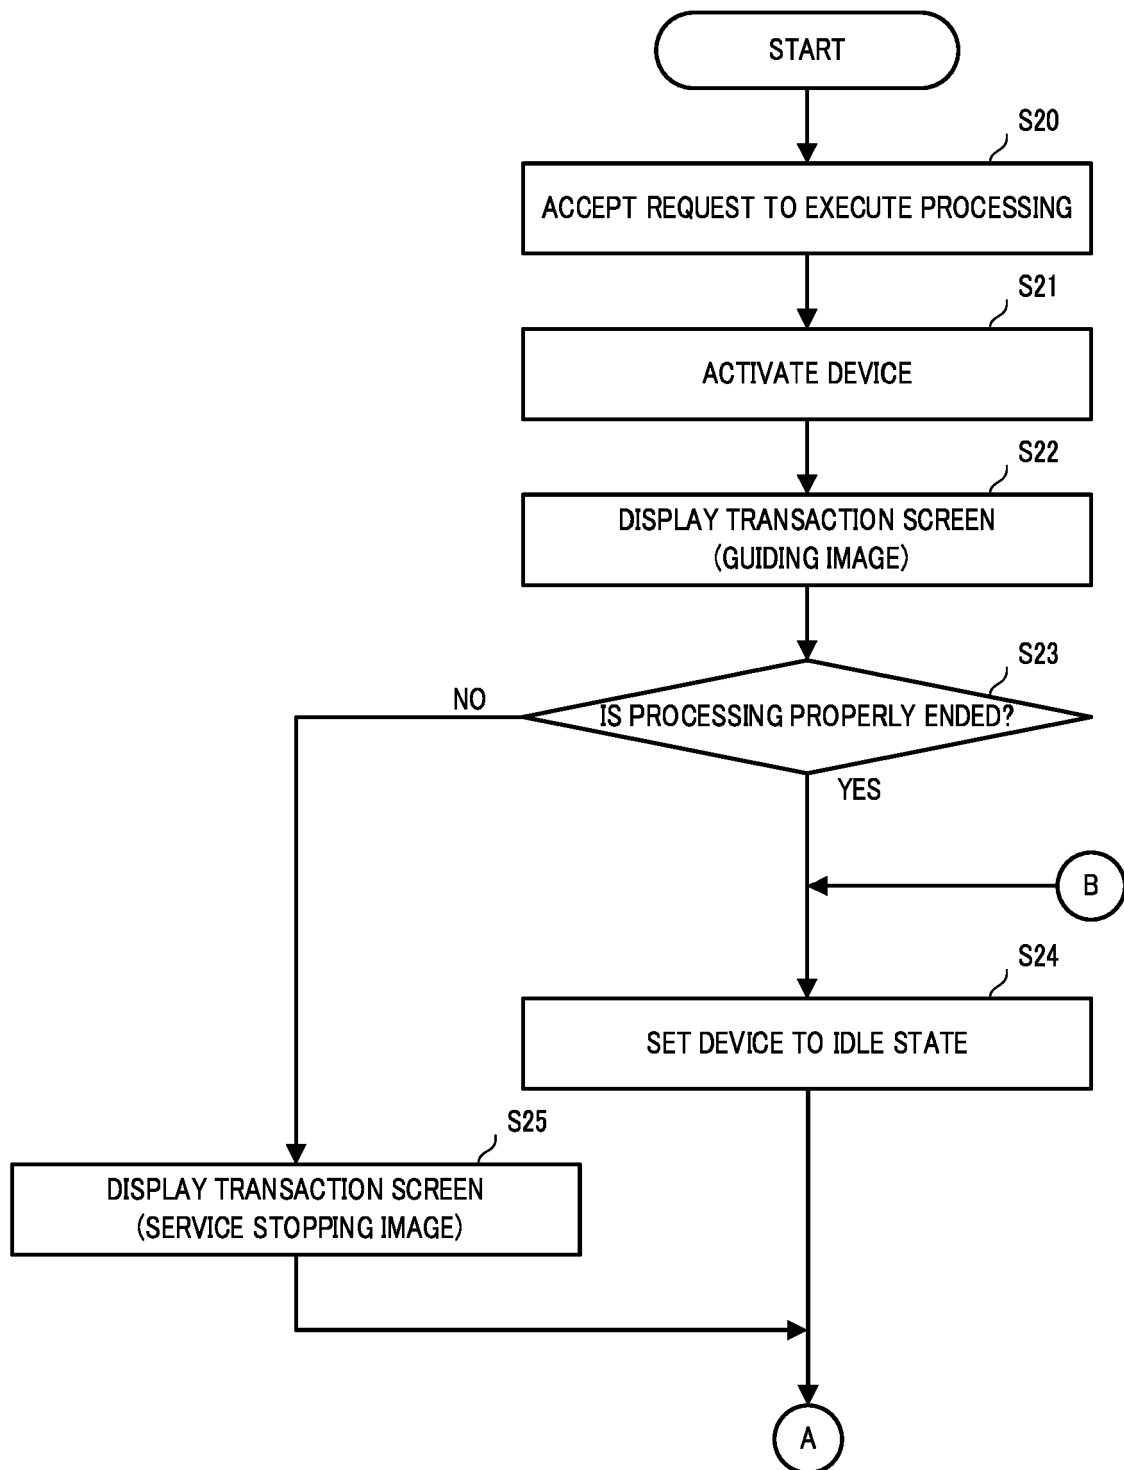 START
S20
ACCEPT REQUEST TO EXECUTE PROCESSING
S21
ACTIVATE DEVICE
S22
DISPLAY TRANSACTION SCREEN
(GUIDING IMAGE)
S23
NO
IS PROCESSING PROPERLY ENDED?
YES
B
S24
SET DEVICE TO IDLE STATE
S25
DISPLAY TRANSACTION SCREEN
(SERVICE STOPPING IMAGE)
A